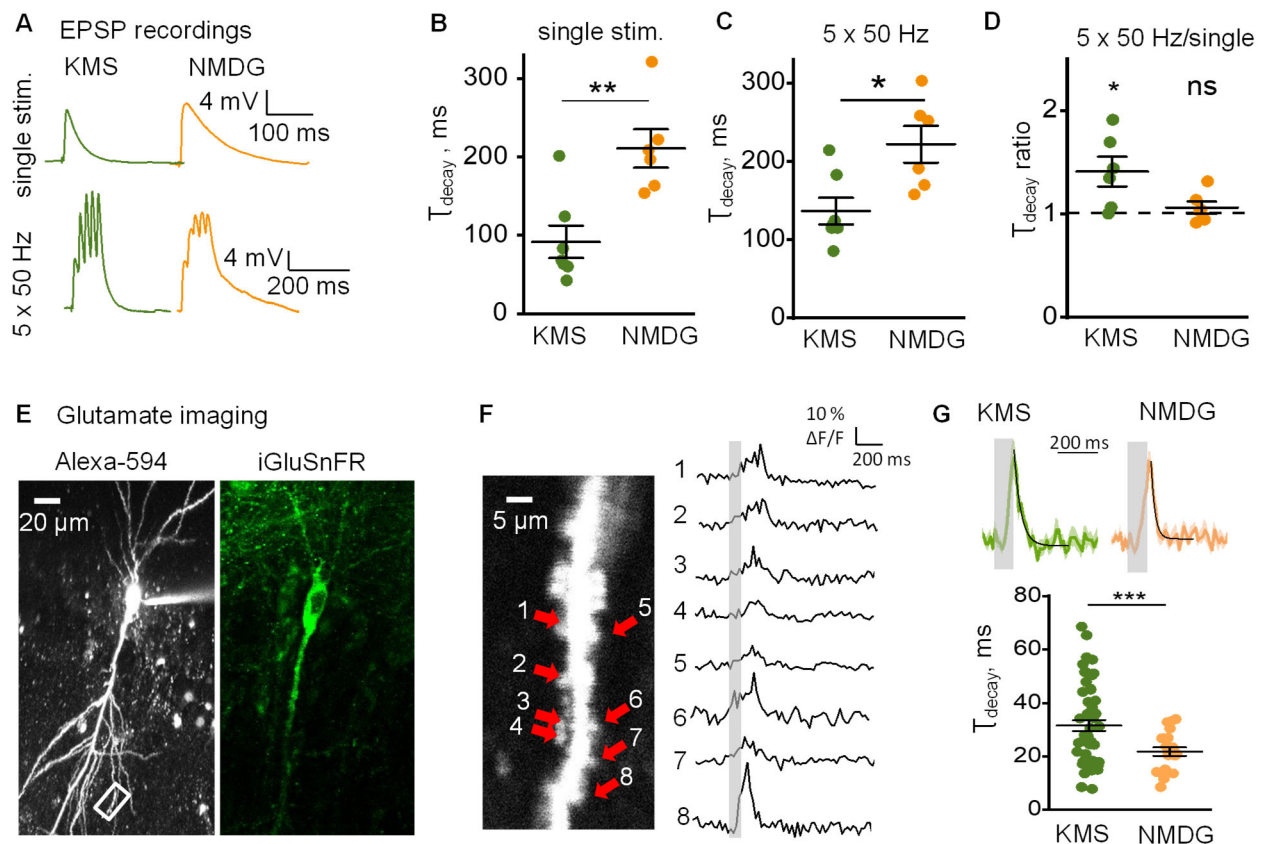 A EPSP recordings
KMS NMDG
single stim.
4 mV
100 ms
5 x 50 Hz
4 mV
200 ms
B
single stim.
τdecay , ms
300
200
100
0
**
KMS NMDG
C
5 x 50 Hz
τdecay, ms
300
200
100
0
*
KMS NMDG
D
5 x 50 Hz/single
τdecay ratio
2
1
0
* ns
KMS NMDG
E Glutamate imaging
Alexa-594 iGluSnFR
20 µm
F
5 µm
1
2
3
4
5
6
7
8
10 %
ΔF/F
200 ms
1
2
3
4
5
6
7
8
G
KMS NMDG
200 ms
τdecay, ms
80
60
40
20
0
***
KMS NMDG